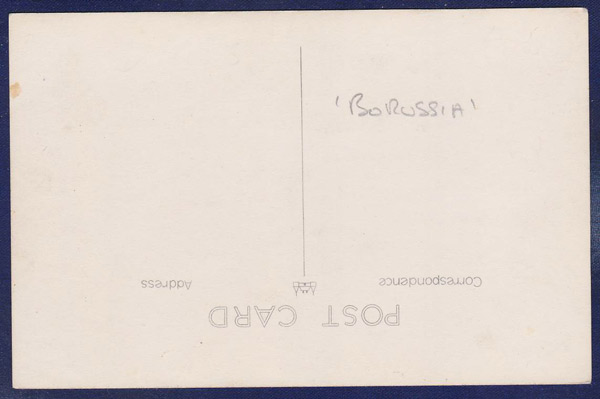 'BORUSSIA'
POST CARD
Correspondence
Address